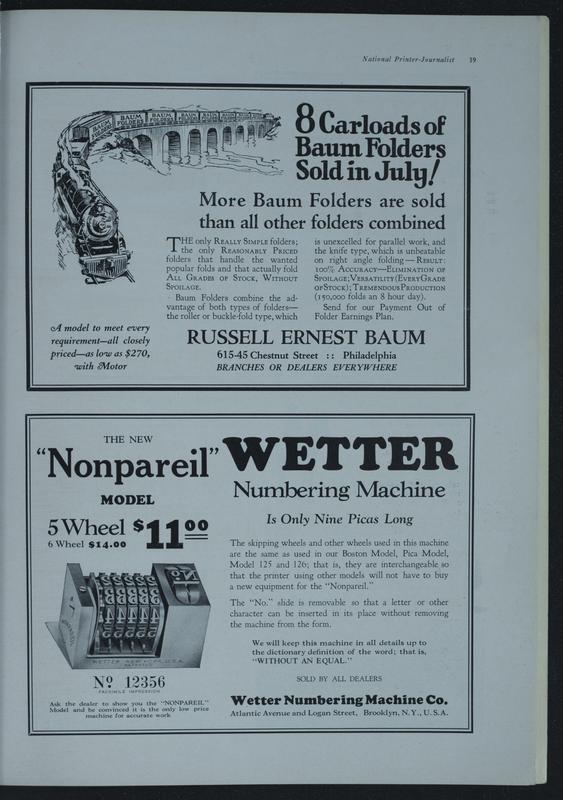 National Printer-Journalist 19
BAUM FOLDERS
BAUM FOLDERS
BAUM FOLDERS
BAUM FOLDERS
8 Carloads of
Baum Folders
Sold in July!
More Baum Folders are sold
than all other folders combined
THE only REALLY SIMPLE folders;
the only REASONABLY PRICED
folders that handle the wanted
popular folds and that actually fold
ALL GRADES OF STOCK, WITHOUT
SPOILAGE.
Baum Folders combine the ad-
vantage of both types of folders—
the roller or buckle-fold type, which
is unexcelled for parallel work, and
the knife type, which is unbeatable
on right angle folding—RESULT:
100% ACCURACY—ELIMINATION OF
SPOILAGE; VERSATILITY (EVERY GRADE
OF STOCK); TREMENDOUS PRODUCTION
(150,000 folds an 8 hour day).
Send for our Payment Out of
Folder Earnings Plan.
A model to meet every
requirement—all closely
priced—as low as $270,
with Motor
RUSSELL ERNEST BAUM
615-45 Chestnut Street :: Philadelphia
BRANCHES OR DEALERS EVERYWHERE
THE NEW
"Nonpareil"
MODEL
5 Wheel $11.00
6 Wheel $14.00
WETTER NEW YORK, U.S.A.
No 12356
FACSIMILE IMPRESSION
Ask the dealer to show you the "NONPAREIL"
Model and be convinced it is the only low price
machine for accurate work
WETTER
Numbering Machine
Is Only Nine Picas Long
The skipping wheels and other wheels used in this machine
are the same as used in our Boston Model, Pica Model,
Model 125 and 126; that is, they are interchangeable so
that the printer using other models will not have to buy
a new equipment for the "Nonpareil."
The "No." slide is removable so that a letter or other
character can be inserted in its place without removing
the machine from the form.
We will keep this machine in all details up to
the dictionary definition of the word; that is,
"WITHOUT AN EQUAL."
SOLD BY ALL DEALERS
Wetter Numbering Machine Co.
Atlantic Avenue and Logan Street, Brooklyn, N.Y., U.S.A.